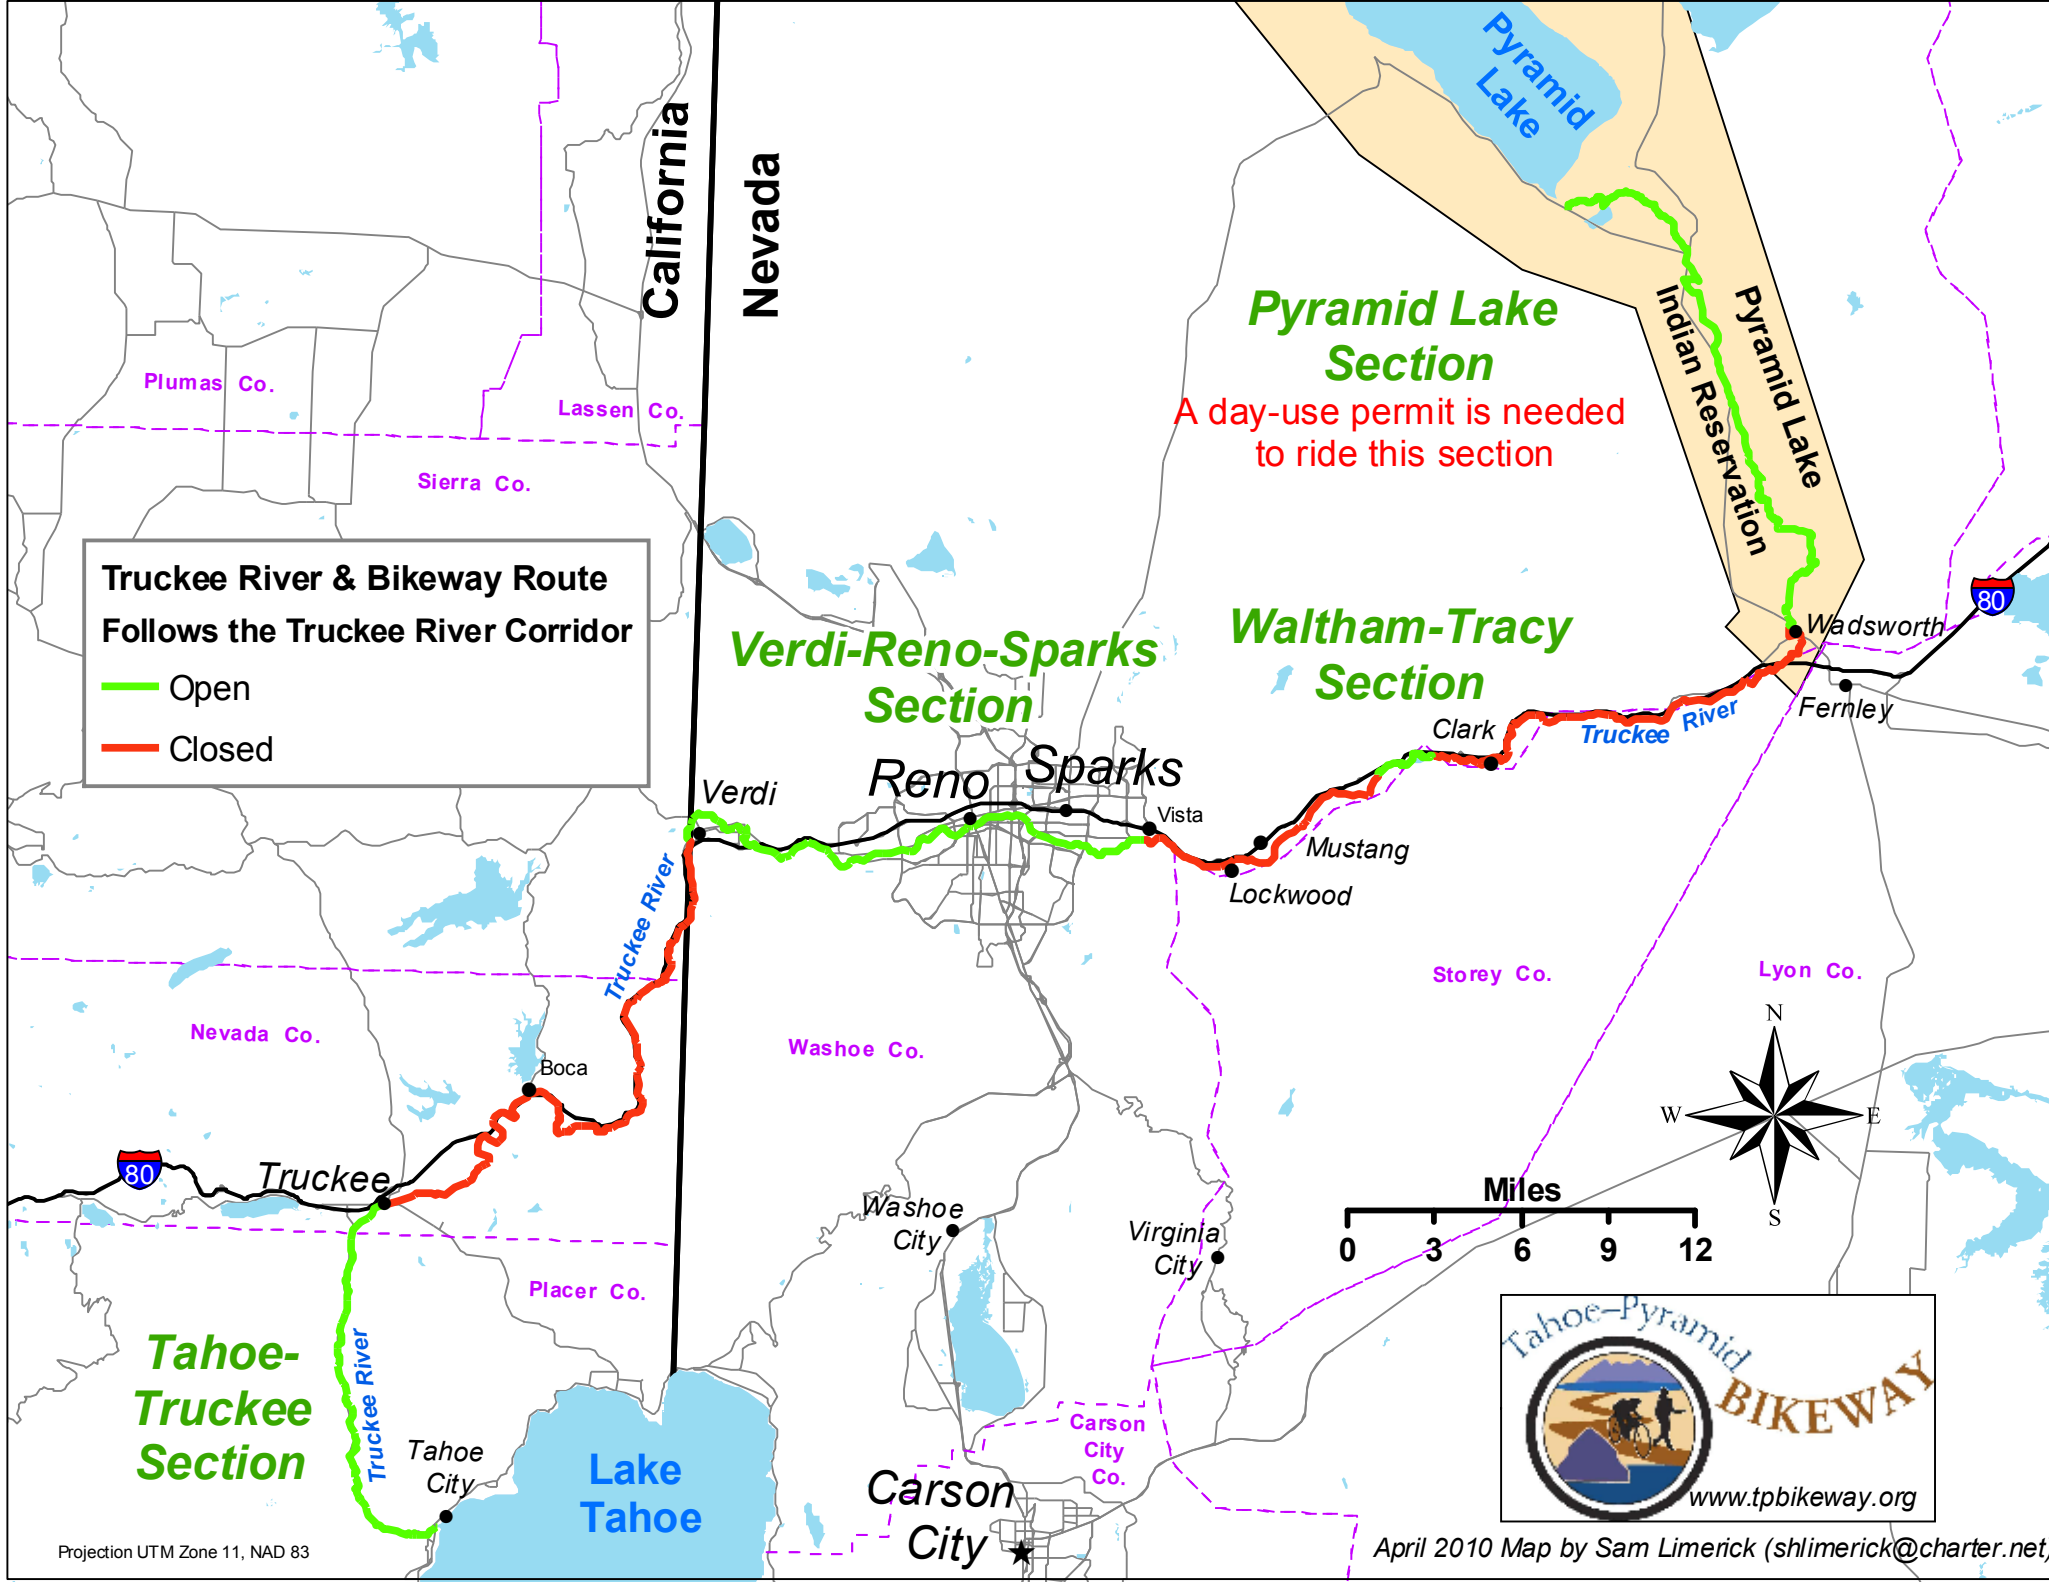 Pyramid
Lake
California
Nevada
Pyramid Lake
Section
A day-use permit is needed
to ride this section
Pyramid Lake
Indian Reservation
Plumas Co.
Lassen Co.
Sierra Co.
Truckee River & Bikeway Route
Follows the Truckee River Corridor
Open
Closed
80
Verdi-Reno-Sparks
Section
Waltham-Tracy
Section
Wadsworth
Fernley
Clark
Truckee River
Verdi
Reno
Sparks
Vista
Mustang
Lockwood
Truckee River
Storey Co.
Lyon Co.
Nevada Co.
Washoe Co.
Boca
N
W
E
S
80
Truckee
Miles
0 3 6 9 12
Washoe
City
Virginia
City
Placer Co.
Tahoe-
Truckee
Section
Truckee River
Tahoe
City
Lake
Tahoe
Carson
City
Co.
Carson
City
Tahoe-Pyramid
BIKEWAY
www.tpbikeway.org
Projection UTM Zone 11, NAD 83
April 2010 Map by Sam Limerick (shlimerick@charter.net)